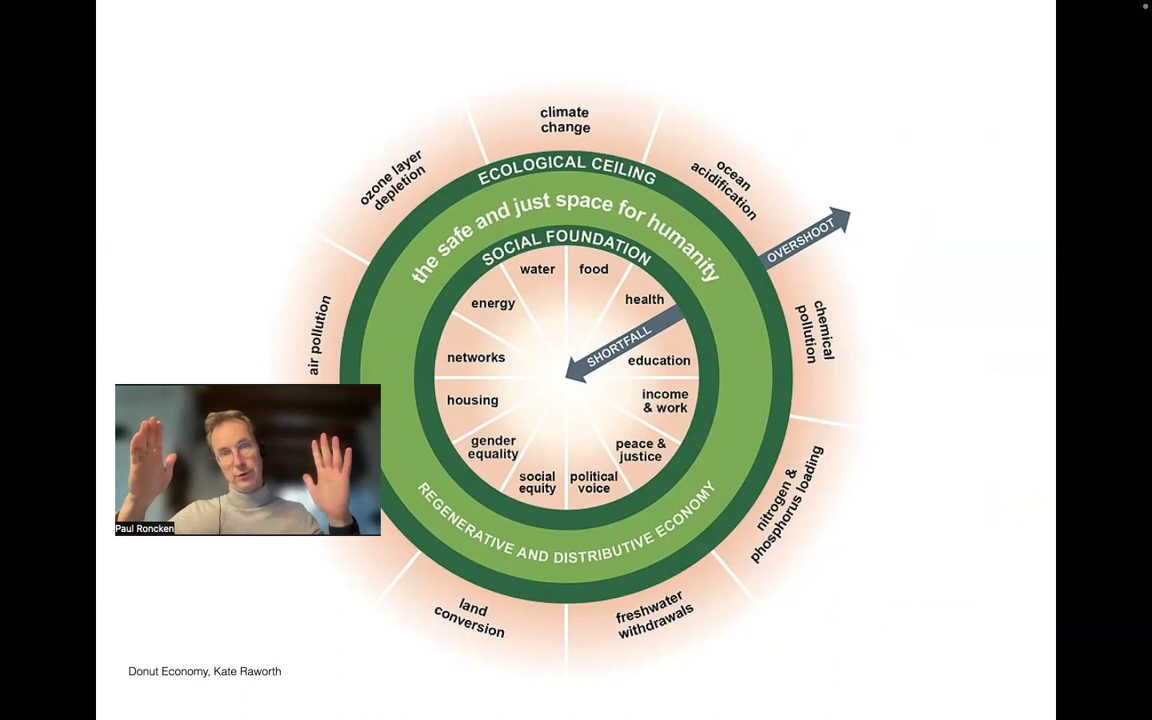 climate
change
ozone layer
depletion
ocean
acidification
ECOLOGICAL CEILING
the safe and just space for humanity
OVERSHOOT
SOCIAL FOUNDATION
water
food
energy
health
air pollution
chemical
pollution
SHORTFALL
networks
education
housing
income
& work
gender
equality
peace &
justice
social
equity
political
voice
nitrogen &
phosphorus loading
REGENERATIVE AND DISTRIBUTIVE ECONOMY
Paul Roncken
land
conversion
freshwater
withdrawals
Donut Economy, Kate Raworth